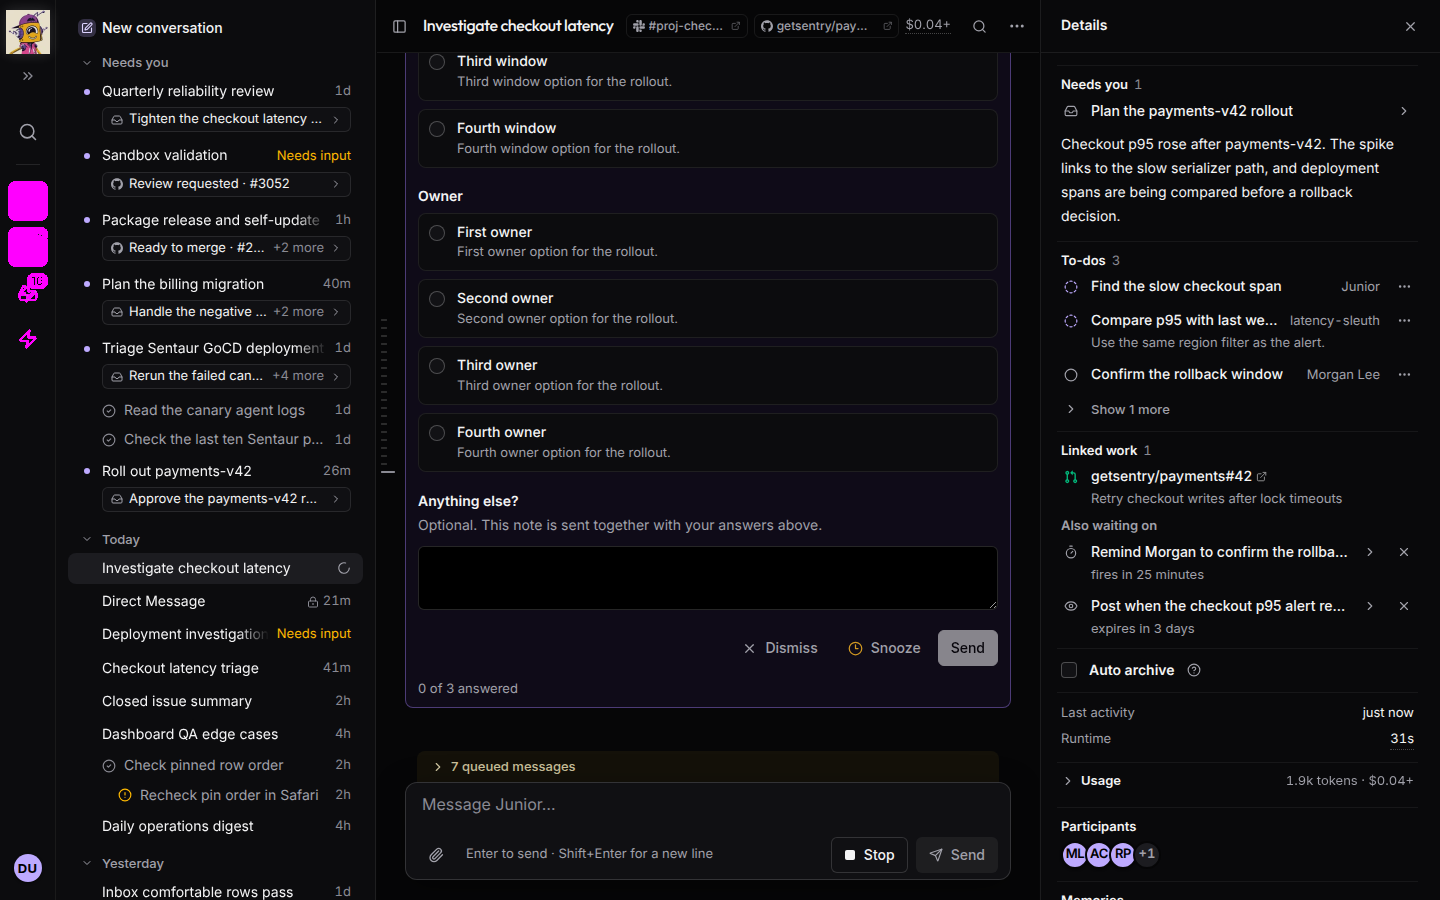 New conversation
Needs you
Quarterly reliability review 1d
Tighten the checkout latency ...
Sandbox validation Needs input
Review requested · #3052
Package release and self-update 1h
Ready to merge · #2... +2 more
Plan the billing migration 40m
Handle the negative ... +2 more
Triage Sentaur GoCD deployment 1d
Rerun the failed can... +4 more
Read the canary agent logs 1d
Check the last ten Sentaur p... 1d
Roll out payments-v42 26m
Approve the payments-v42 r...
Today
Investigate checkout latency
Direct Message 21m
Deployment investigation Needs input
Checkout latency triage 41m
Closed issue summary 2h
Dashboard QA edge cases 4h
Check pinned row order 2h
Recheck pin order in Safari 2h
Daily operations digest 4h
Yesterday
Inbox comfortable rows pass 1d
DU
Investigate checkout latency #proj-chec... getsentry/pay... $0.04+
Third window
Third window option for the rollout.
Fourth window
Fourth window option for the rollout.
Owner
First owner
First owner option for the rollout.
Second owner
Second owner option for the rollout.
Third owner
Third owner option for the rollout.
Fourth owner
Fourth owner option for the rollout.
Anything else?
Optional. This note is sent together with your answers above.
Dismiss Snooze Send
0 of 3 answered
7 queued messages
Message Junior...
Enter to send · Shift+Enter for a new line
Stop Send
Details
Needs you 1
Plan the payments-v42 rollout
Checkout p95 rose after payments-v42. The spike
links to the slow serializer path, and deployment
spans are being compared before a rollback
decision.
To-dos 3
Find the slow checkout span Junior
Compare p95 with last we... latency-sleuth
Use the same region filter as the alert.
Confirm the rollback window Morgan Lee
Show 1 more
Linked work 1
getsentry/payments#42
Retry checkout writes after lock timeouts
Also waiting on
Remind Morgan to confirm the rollba...
fires in 25 minutes
Post when the checkout p95 alert re...
expires in 3 days
Auto archive
Last activity just now
Runtime 31s
Usage 1.9k tokens · $0.04+
Participants
ML AC RP +1
Memories